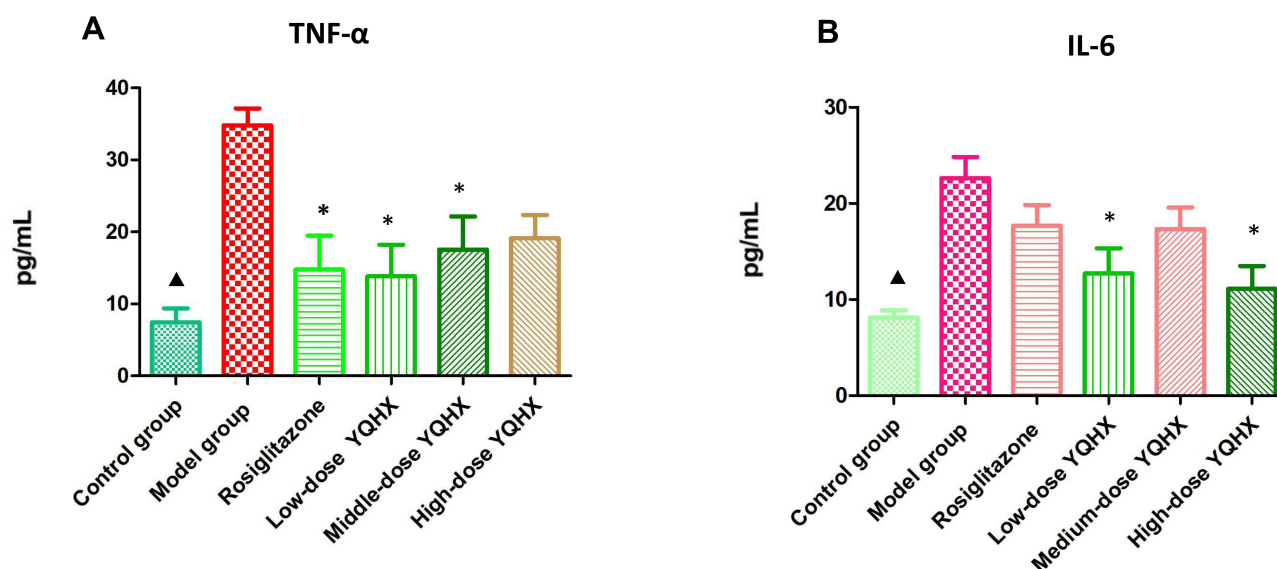 A
TNF-α
pg/mL
40
30
20
10
0
▲
*
*
*
Control group
Model group
Rosiglitazone
Low-dose YQHX
Middle-dose YQHX
High-dose YQHX
B
IL-6
pg/mL
30
20
10
0
▲
*
*
Control group
Model group
Rosiglitazone
Low-dose YQHX
Medium-dose YQHX
High-dose YQHX